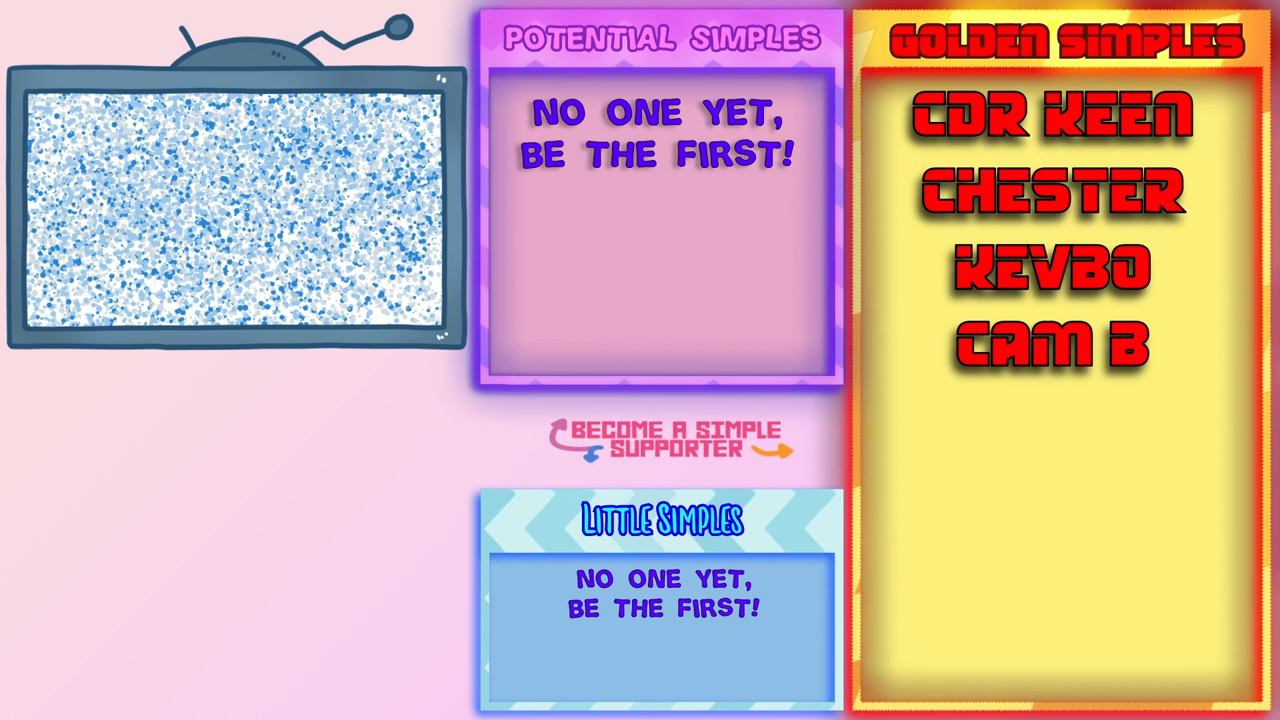 POTENTIAL SIMPLES
NO ONE YET,
BE THE FIRST!
BECOME A SIMPLE
SUPPORTER
LITTLE SIMPLES
NO ONE YET,
BE THE FIRST!
GOLDEN SIMPLES
CDR KEEN
CHESTER
KEVBO
CAM B